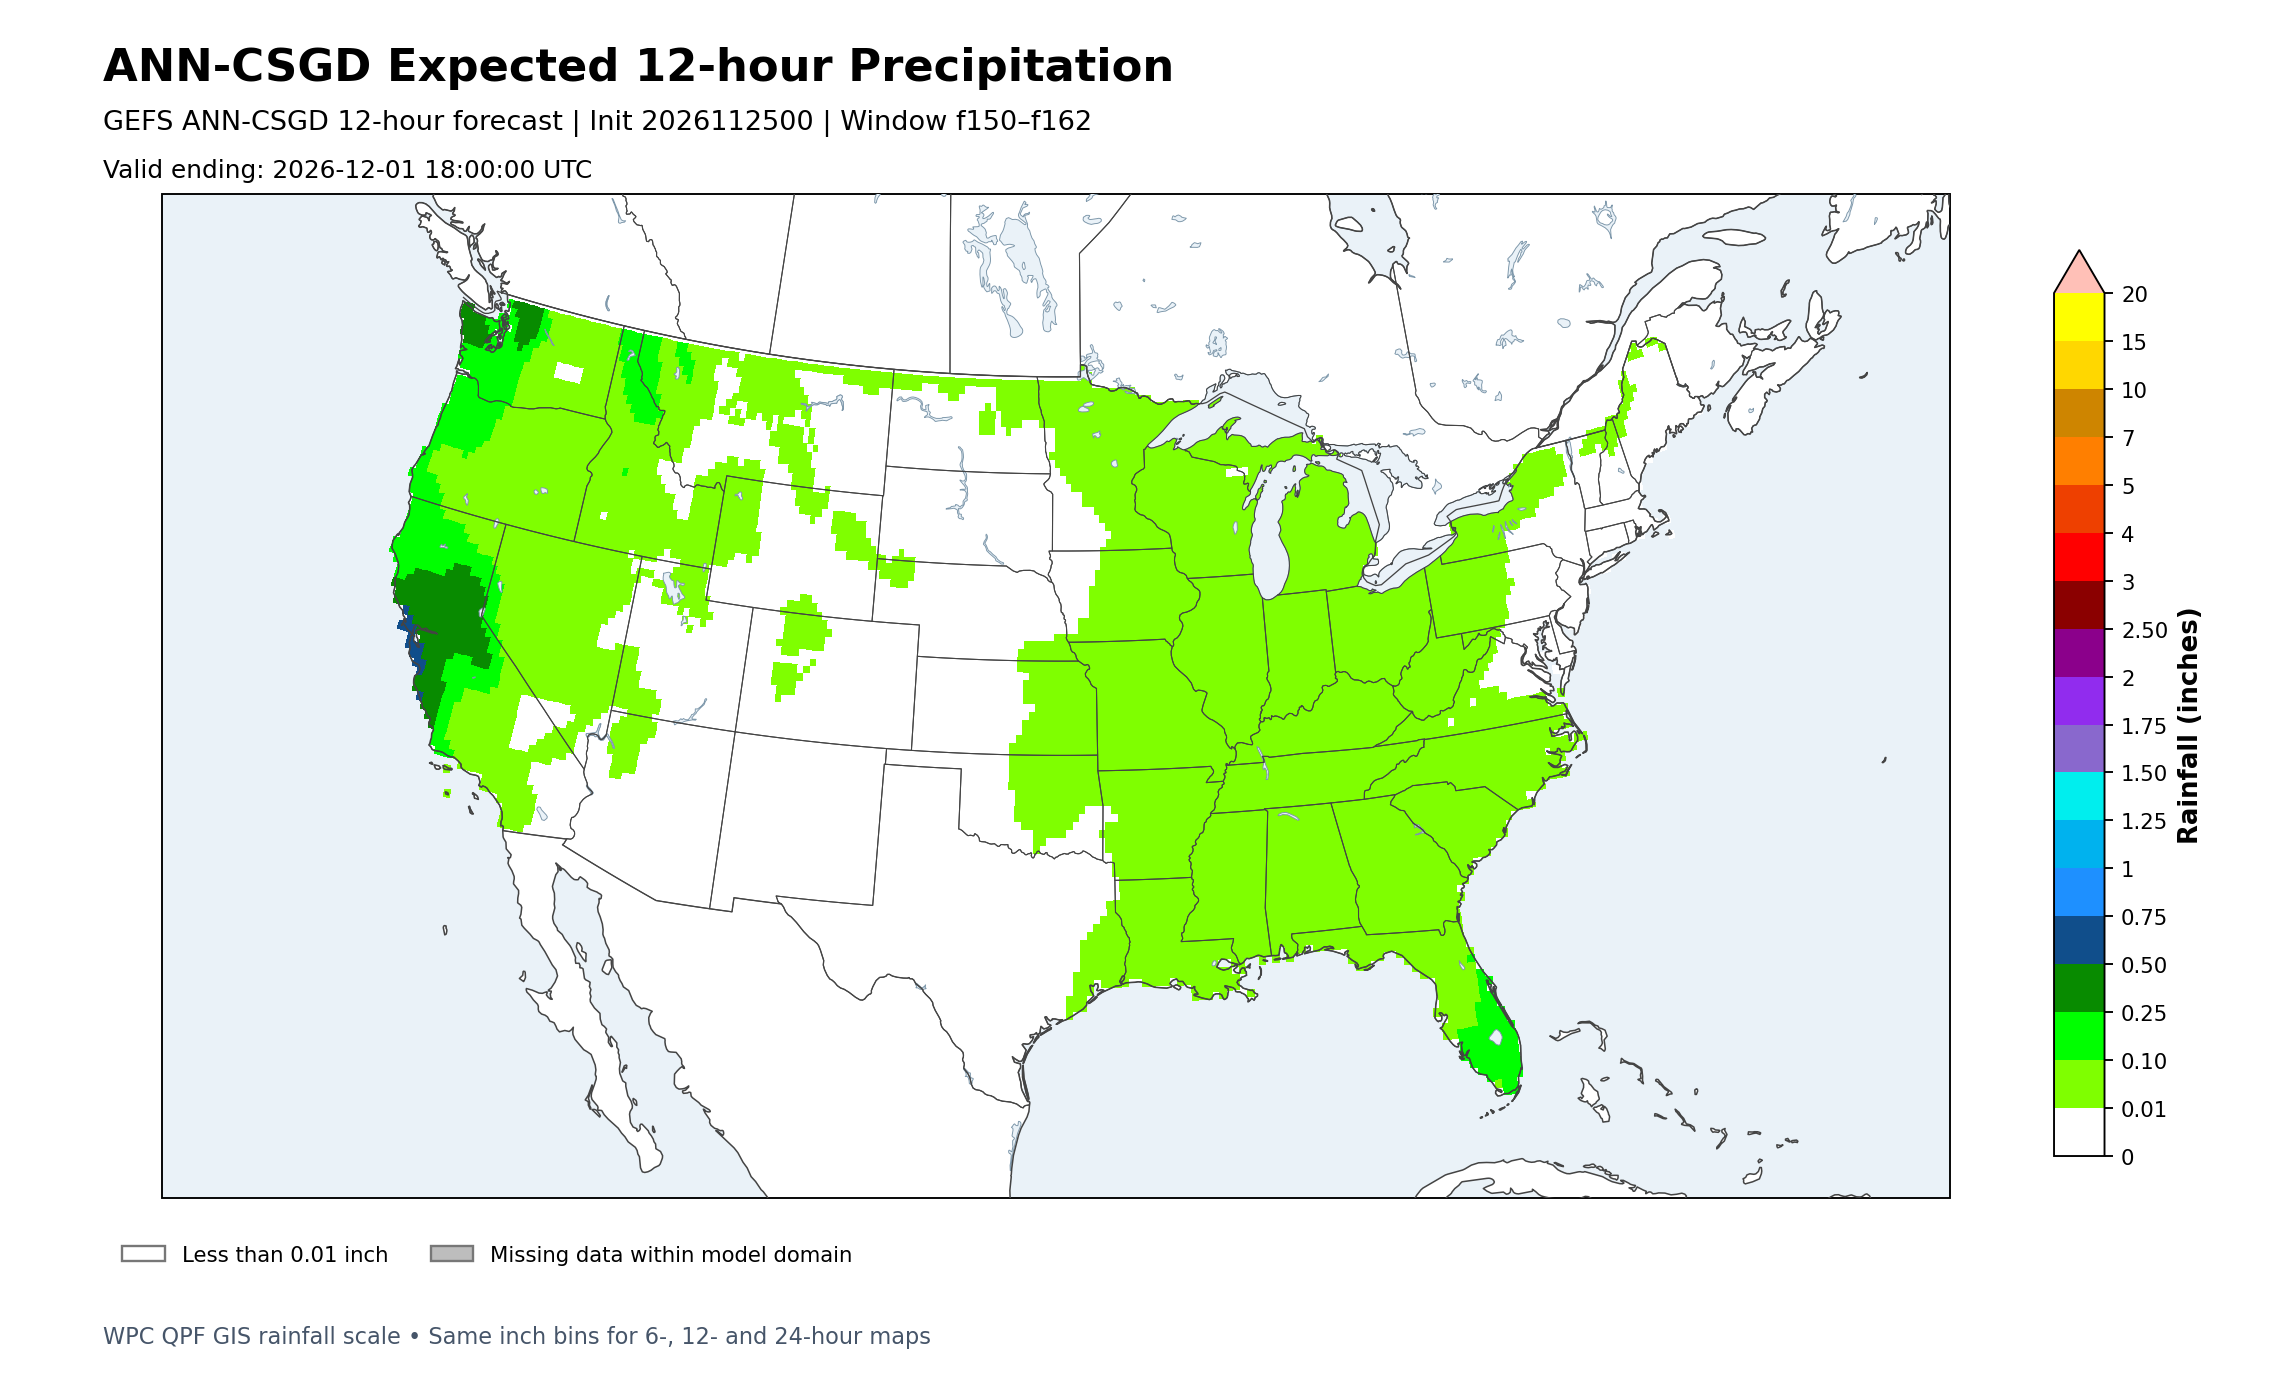 ANN-CSGD Expected 12-hour Precipitation
GEFS ANN-CSGD 12-hour forecast | Init 2026112500 | Window f150–f162
Valid ending: 2026-12-01 18:00:00 UTC
20
15
10
7
5
4
3
2.50
2
1.75
1.50
1.25
1
0.75
0.50
0.25
0.10
0.01
0
Rainfall (inches)
Less than 0.01 inch
Missing data within model domain
WPC QPF GIS rainfall scale • Same inch bins for 6-, 12- and 24-hour maps